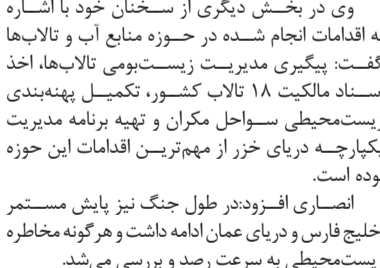 وی در بخش دیگری از سخنان خود با اشاره
به اقدامات انجام شده در حوزه منابع آب و تالاب‌ها
گفت: پیگیری مدیریت زیست‌بومی تالاب‌ها، اخذ
اسناد مالکیت ۱۸ تالاب کشور، تکمیل پهنه‌بندی
زیست‌محیطی سواحل مکران و تهیه برنامه مدیریت
یکپارچه دریای خزر از مهم‌ترین اقدامات این حوزه
بوده است.
انصاری افزود:در طول جنگ نیز پایش مستمر
خلیج فارس و دریای عمان ادامه داشت و هر گونه مخاطره
زیست‌محیطی به سرعت رصد و بررسی می‌شد.